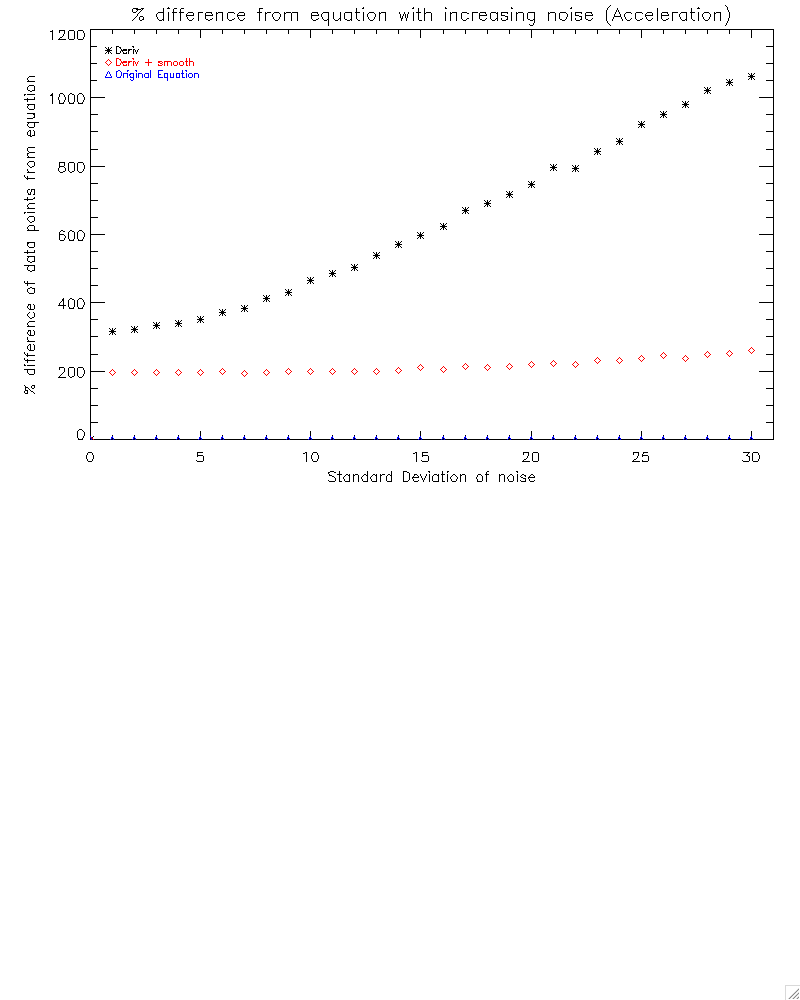 % difference from equation with increasing noise (Acceleration)
1200
1000
800
600
400
200
0
% difference of data points from equation
Deriv
Deriv + smooth
Original Equation
0 5 10 15 20 25 30
Standard Deviation of noise